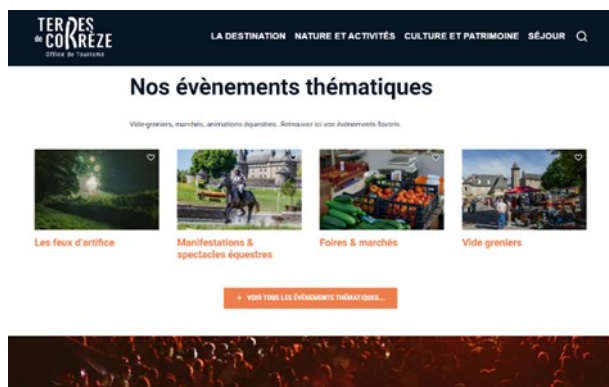 TERRES
de CORRÈZE
Office de Tourisme
LA DESTINATION NATURE ET ACTIVITÉS CULTURE ET PATRIMOINE SÉJOUR
Nos évènements thématiques
Vide-greniers, marchés, animations équestres...Retrouvez ici vos évènements favoris.
Les feux d'artifice
Manifestations &
spectacles équestres
Foires & marchés
Vide greniers
→ VOIR TOUS LES ÉVÈNEMENTS THÉMATIQUES...